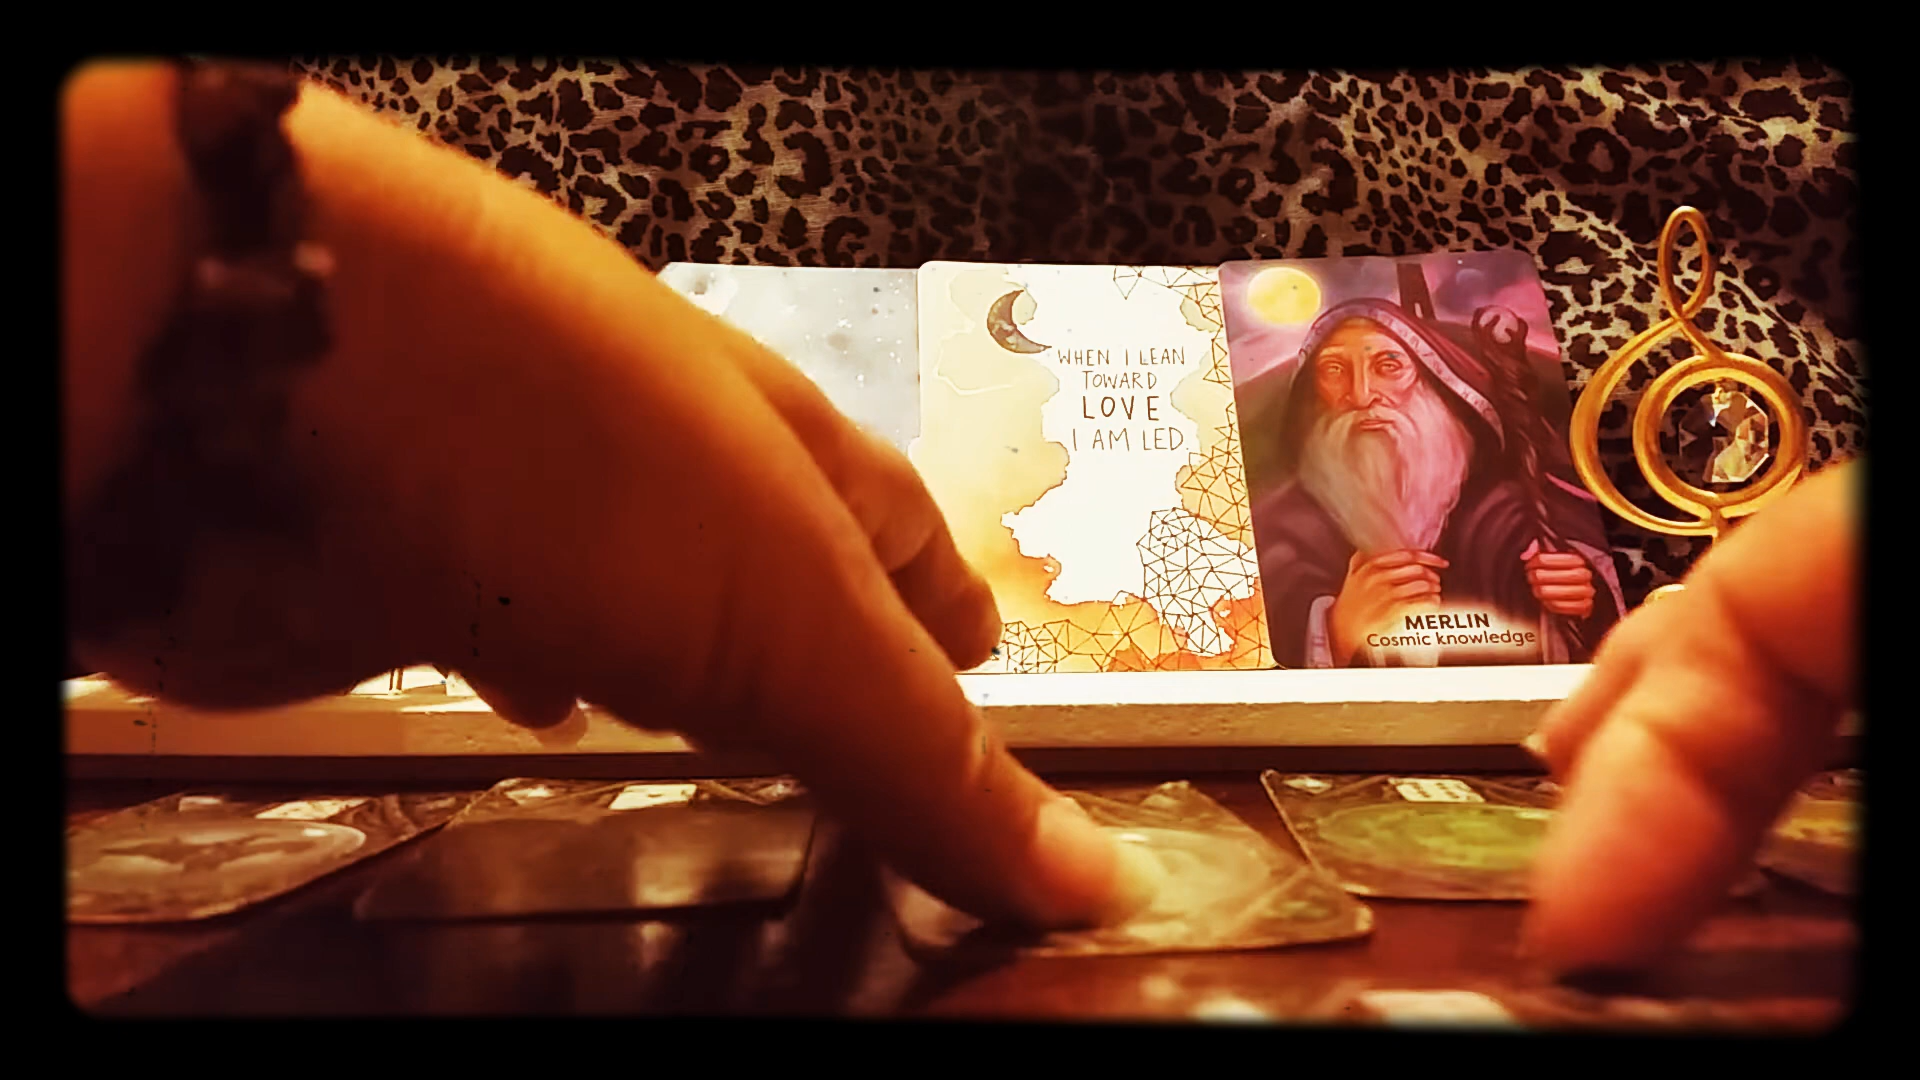 WHEN I LEAN
TOWARD
LOVE
I AM LED.
MERLIN
Cosmic knowledge